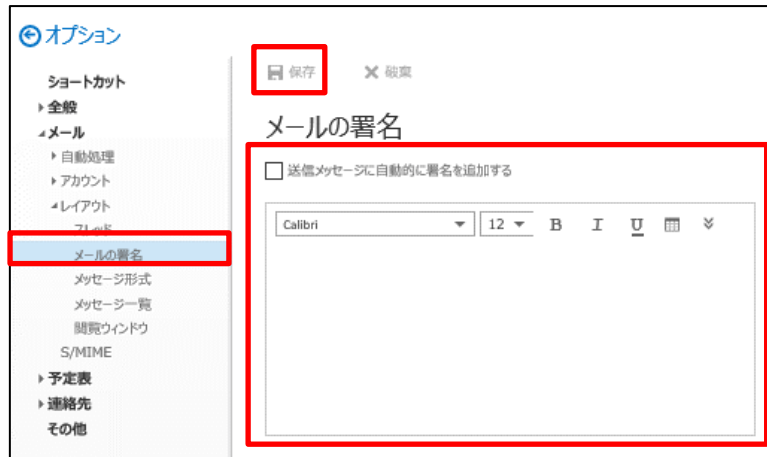 オプション
ショートカット
全般
メール
自動処理
アカウント
レイアウト
スレッド
メールの署名
メッセージ形式
メッセージ一覧
閲覧ウィンドウ
S/MIME
予定表
連絡先
その他
保存 破棄
メールの署名
送信メッセージに自動的に署名を追加する
Calibri 12 B I U